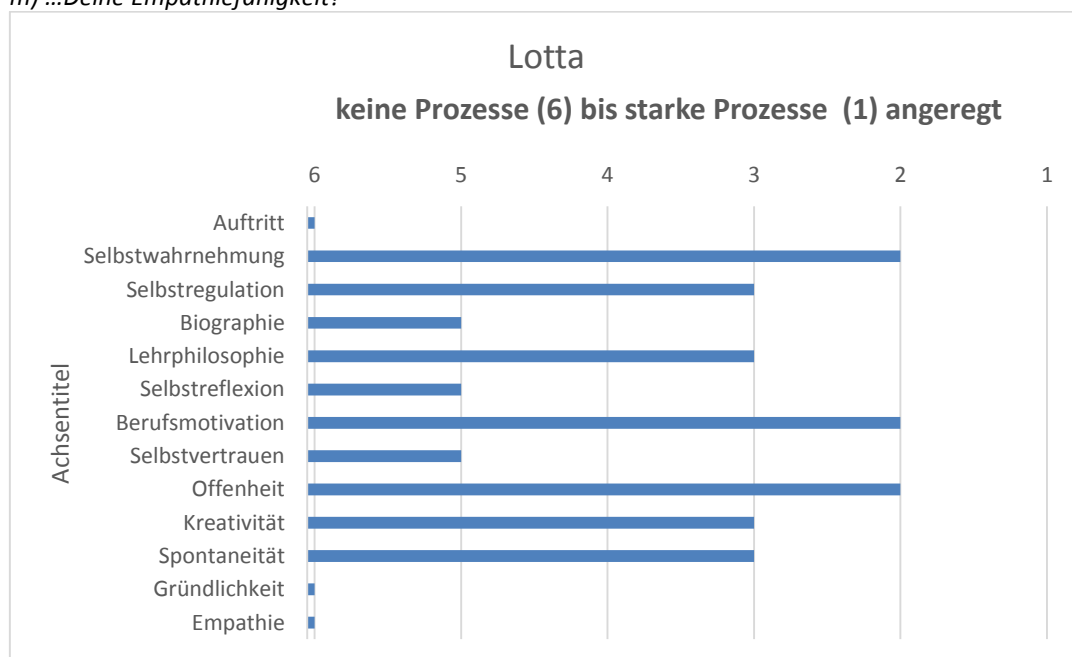 m) …Deine Empathiefähigkeit?
Lotta
keine Prozesse (6) bis starke Prozesse (1) angeregt
6 5 4 3 2 1
Auftritt
Selbstwahrnehmung
Selbstregulation
Biographie
Lehrphilosophie
Selbstreflexion
Berufsmotivation
Selbstvertrauen
Offenheit
Kreativität
Spontaneität
Gründlichkeit
Empathie
Achsentitel